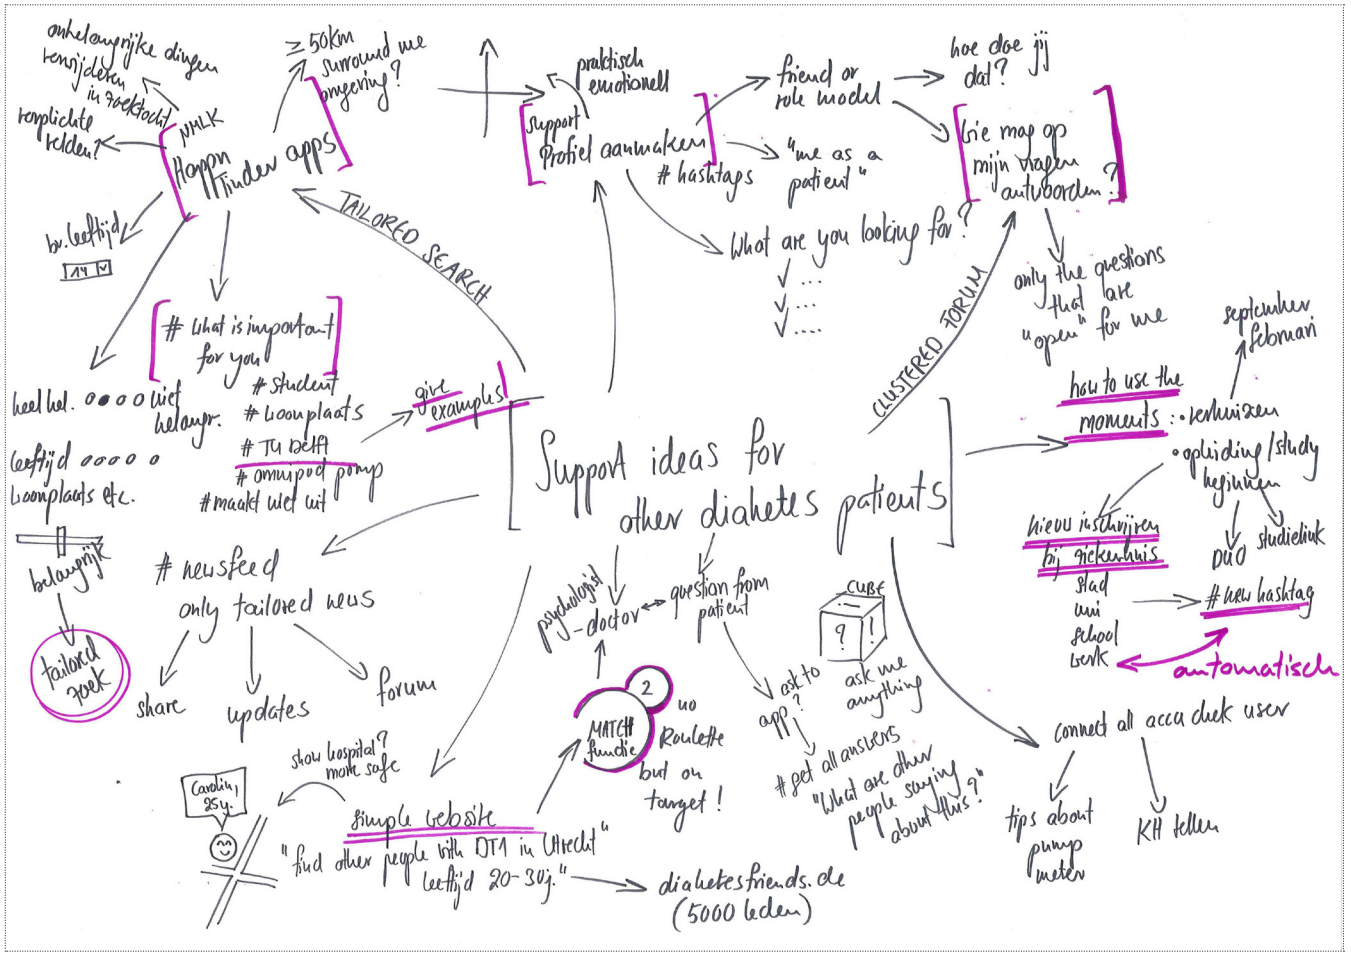 onbelangrijke dingen
verwijderen
in zoektocht
verplichte
velden?
Happn
Tinder apps
≥ 50km
surround me
omgeving?
bv. leeftijd
14 v
TAILORED SEARCH
# What is important
for you
# student
# woonplaats
# TU Delft
# omnipod pomp
# maakt niet uit
give
examples
heel bel. niet
belangr.
leeftijd
woonplaats etc.
belangrijk
tailored
zoek
praktisch
emotionell
support
Profiel aanmaken
# hashtags
friend or
role model
hoe doe jij
dat?
"me as a
patient"
What are you looking for?
✓ ...
✓ ...
✓ ....
Wie mag op
mijn vragen
antwoorden?
only the questions
that are
"open" for me
CLUSTERED FORUM
Support ideas for
other diabetes patients
how to use the
moments :
• verhuizen
• opleiding/study
beginnen
september
februari
DUO
studielink
nieuw inschrijven
bij ziekenhuis
stad
uni
school
werk
# new hashtag
automatisch
# newsfeed
only tailored news
share
updates
forum
psychologist
- doctor
question from
patient
ask to
app?
# get all answers
"What are other
people saying
about this?"
CUBE
? !
ask me
anything
MATCH
functie
2
no
Roulette
but on
target!
connect all accu chek user
tips about
pump
meter
KH tellen
show hospital?
more safe
Carolin,
25y.
simple website
"find other people with DT1 in Utrecht
leeftijd 20-30j."
diabetesfriends.de
(5000 leden)